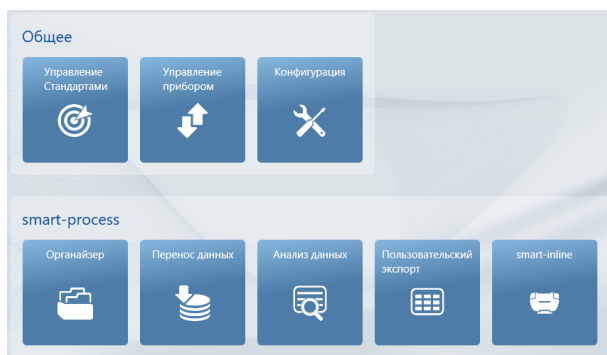 Общее
Управление
Стандартами
Управление
прибором
Конфигурация
smart-process
Органайзер
Перенос данных
Анализ данных
Пользовательский
экспорт
smart-inline